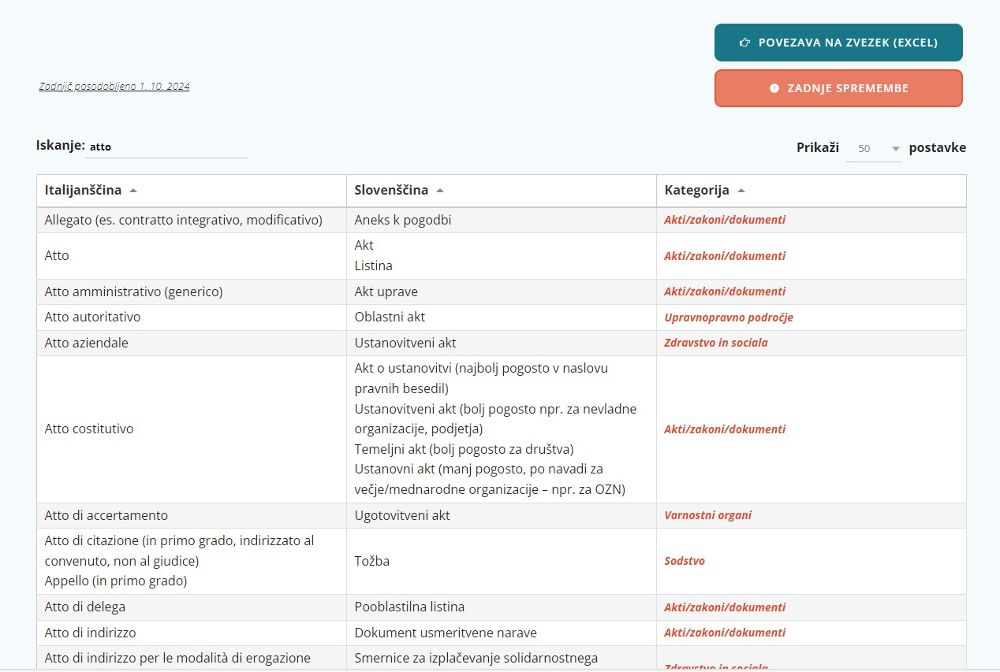 POVEZAVA NA ZVEZEK (EXCEL)
Zadnjič posodobljeno 1. 10. 2024
ZADNJE SPREMEMBE
Iskanje: atto
Prikaži 50 postavke
Italijanščina Slovenščina Kategorija
Allegato (es. contratto integrativo, modificativo) Aneks k pogodbi Akti/zakoni/dokumenti
Atto
Akt
Listina
Akti/zakoni/dokumenti
Atto amministrativo (generico) Akt uprave Akti/zakoni/dokumenti
Atto autoritativo Oblastni akt Upravnopravno področje
Atto aziendale Ustanovitveni akt Zdravstvo in sociala
Atto costitutivo
Akt o ustanovitvi (najbolj pogosto v naslovu
pravnih besedil)
Ustanovitveni akt (bolj pogosto npr. za nevladne
organizacije, podjetja)
Temeljni akt (bolj pogosto za društva)
Ustanovni akt (manj pogosto, po navadi za
večje/mednarodne organizacije – npr. za OZN)
Akti/zakoni/dokumenti
Atto di accertamento Ugotovitveni akt Varnostni organi
Atto di citazione (in primo grado, indirizzato al
convenuto, non al giudice)
Appello (in primo grado)
Tožba
Sodstvo
Atto di delega Pooblastilna listina Akti/zakoni/dokumenti
Atto di indirizzo Dokument usmeritvene narave Akti/zakoni/dokumenti
Atto di indirizzo per le modalità di erogazione Smernice za izplačevanje solidarnostnega
Zdravstvo in sociala